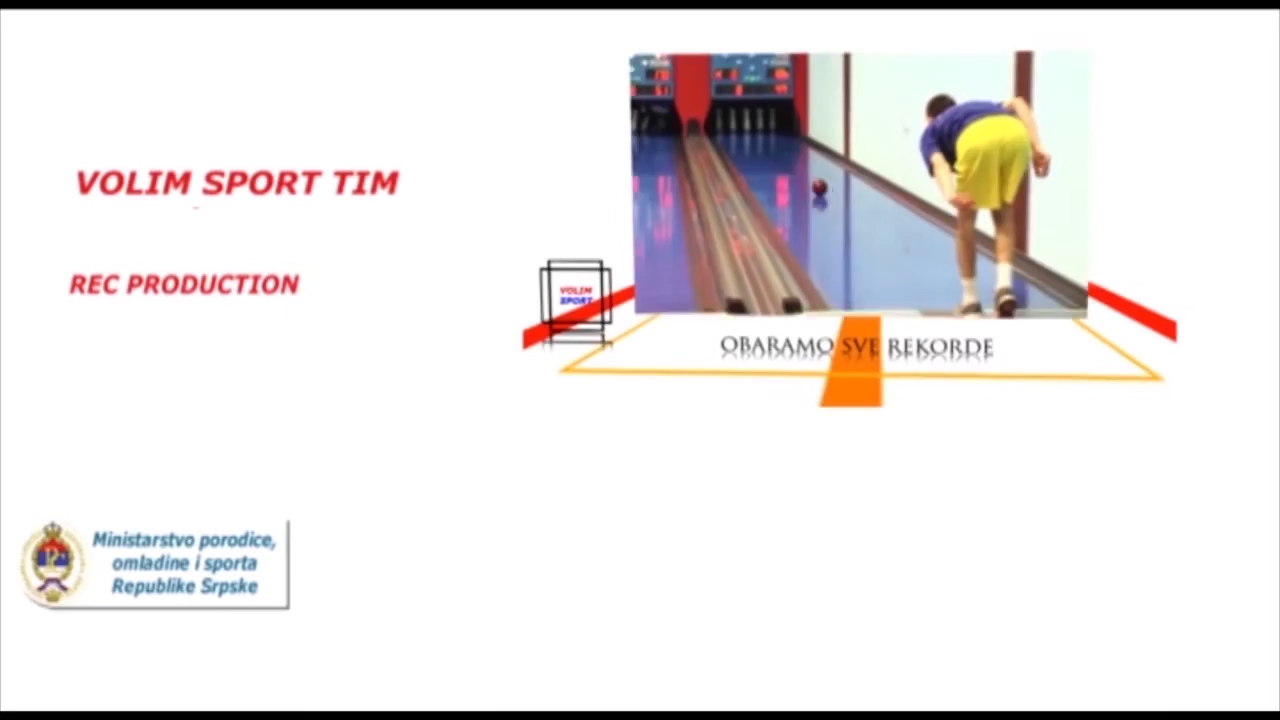 VOLIM SPORT TIM
REC PRODUCTION
VOLIM
SPORT
OBARAMO SVE REKORDE
Ministarstvo porodice,
omladine i sporta
Republike Srpske